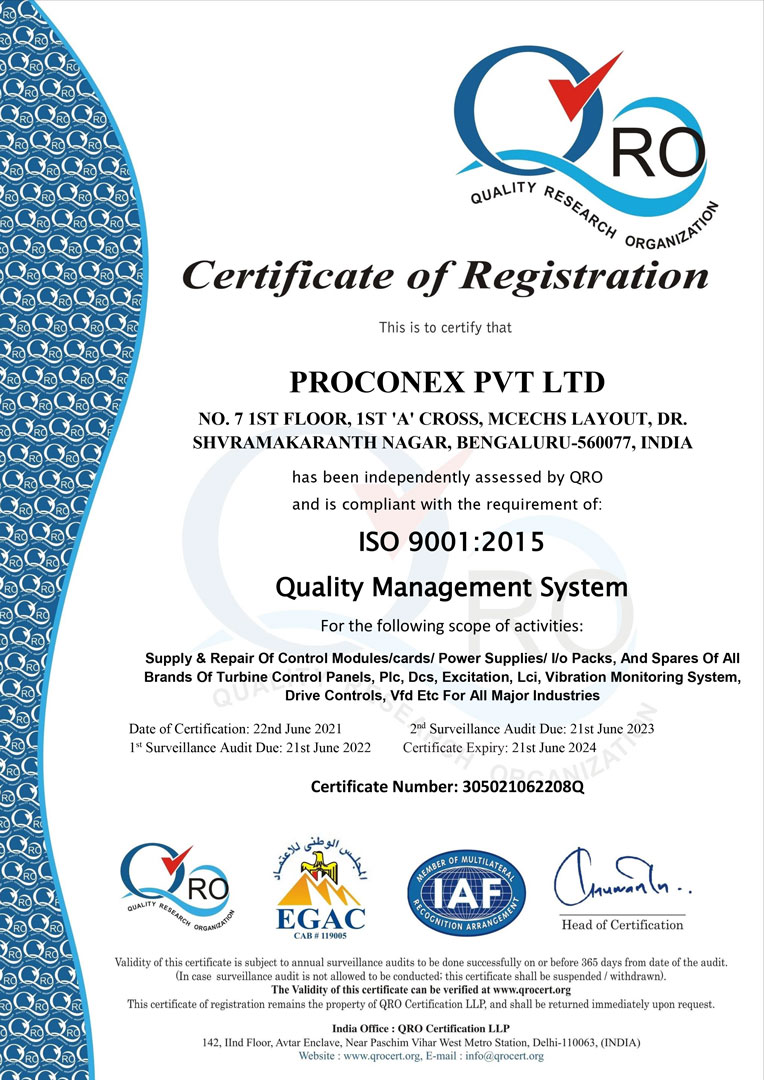 QRO
QUALITY RESEARCH ORGANIZATION
Certificate of Registration
This is to certify that
PROCONEX PVT LTD
NO. 7 1ST FLOOR, 1ST 'A' CROSS, MCECHS LAYOUT, DR.
SHVRAMAKARANTH NAGAR, BENGALURU-560077, INDIA
has been independently assessed by QRO
and is compliant with the requirement of:
ISO 9001:2015
Quality Management System
For the following scope of activities:
Supply & Repair Of Control Modules/cards/ Power Supplies/ I/o Packs, And Spares Of All
Brands Of Turbine Control Panels, Plc, Dcs, Excitation, Lci, Vibration Monitoring System,
Drive Controls, Vfd Etc For All Major Industries
Date of Certification: 22nd June 2021 2nd Surveillance Audit Due: 21st June 2023
1st Surveillance Audit Due: 21st June 2022 Certificate Expiry: 21st June 2024
Certificate Number: 305021062208Q
QRO
QUALITY RESEARCH ORGANIZATION
المجلس الوطني للاعتماد
EGAC
CAB # 119005
MEMBER OF MULTILATERAL
IAF
RECOGNITION ARRANGEMENT
Head of Certification
Validity of this certificate is subject to annual surveillance audits to be done successfully on or before 365 days from date of the audit.
(In case surveillance audit is not allowed to be conducted; this certificate shall be suspended / withdrawn).
The Validity of this certificate can be verified at www.qrocert.org
This certificate of registration remains the property of QRO Certification LLP, and shall be returned immediately upon request.
India Office : QRO Certification LLP
142, IInd Floor, Avtar Enclave, Near Paschim Vihar West Metro Station, Delhi-110063, (INDIA)
Website : www.qrocert.org, E-mail : info@qrocert.org